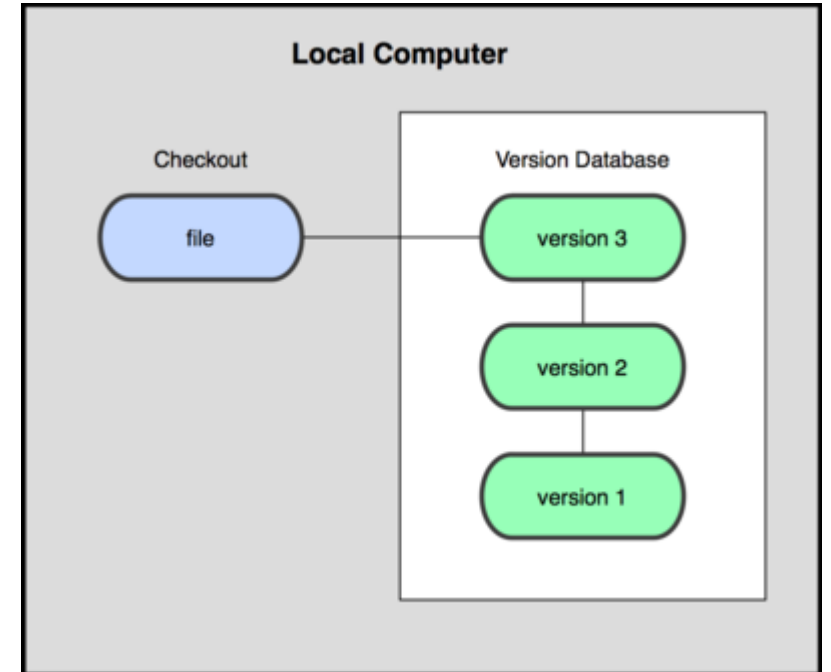 Local Computer
Checkout
Version Database
file
version 3
version 2
version 1